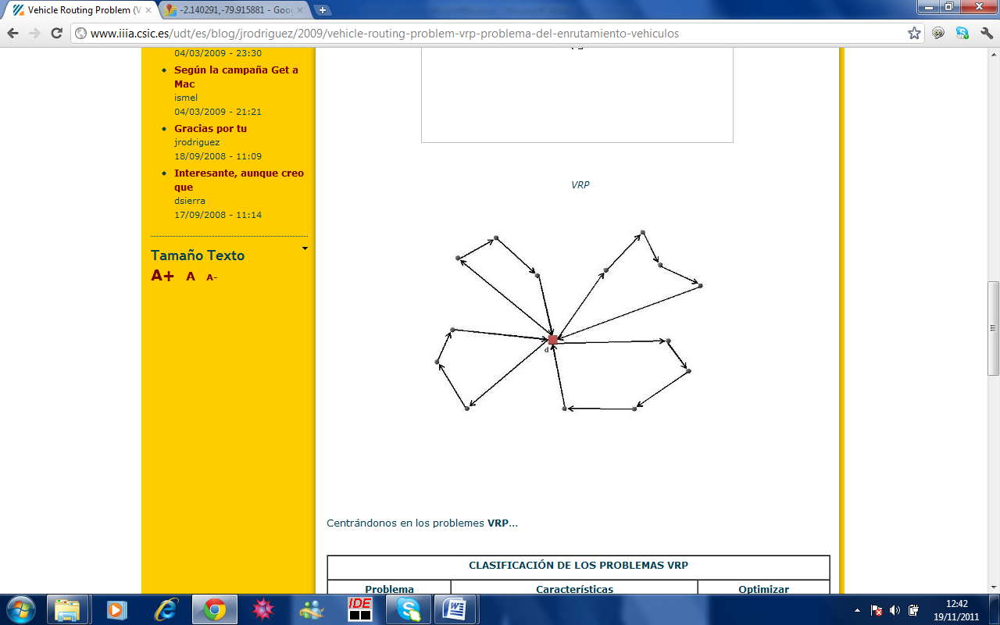 Vehicle Routing Problem (V
-2.140291,-79.915881 - Goo
www.iiia.csic.es/udt/es/blog/jrodriguez/2009/vehicle-routing-problem-vrp-problema-del-enrutamiento-vehiculos
04/03/2009 - 23:30
Según la campaña Get a
Mac
ismel
04/03/2009 - 21:21
Gracias por tu
jrodriguez
18/09/2008 - 11:09
Interesante, aunque creo
que
dsierra
17/09/2008 - 11:14
Tamaño Texto
A+ A A-
VRP
d
Centrándonos en los problemes VRP...
CLASIFICACIÓN DE LOS PROBLEMAS VRP
Problema Características Optimizar
IDE
12:42
19/11/2011